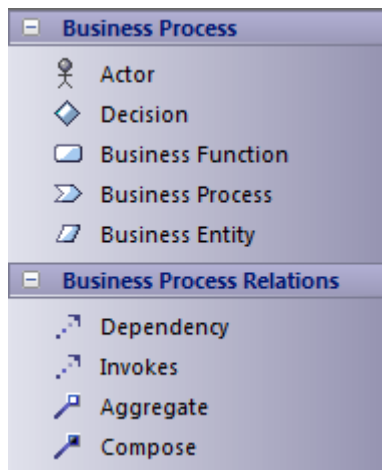 Business Process
Actor
Decision
Business Function
Business Process
Business Entity
Business Process Relations
Dependency
Invokes
Aggregate
Compose